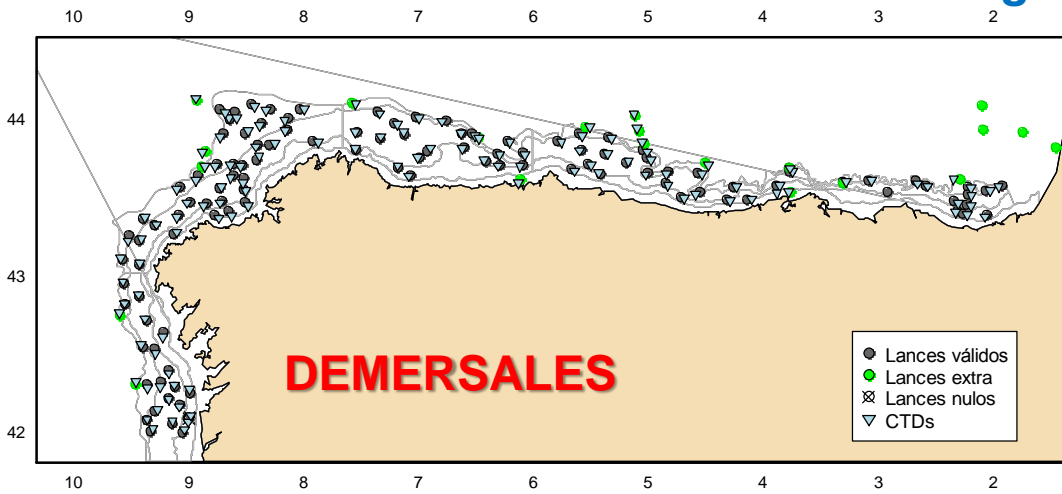 10 9 8 7 6 5 4 3 2
g
44
43
42
DEMERSALES
Lances válidos
Lances extra
Lances nulos
CTDs
10 9 8 7 6 5 4 3 2